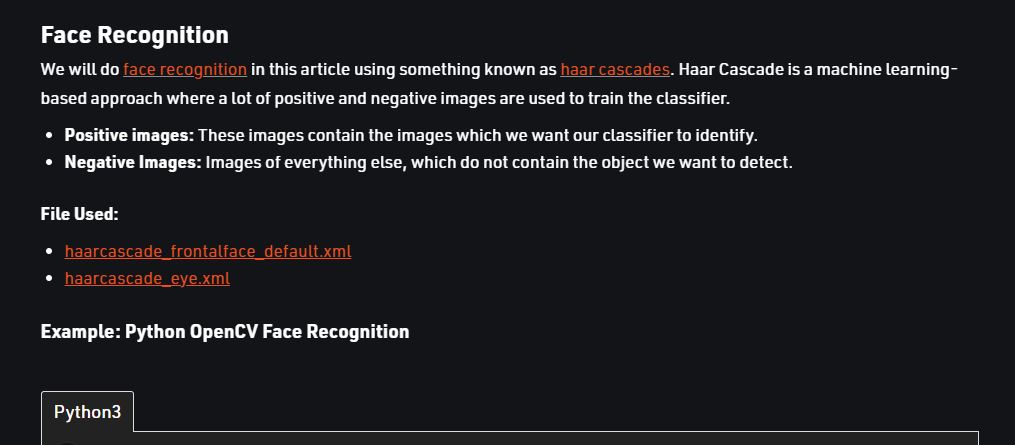 Face Recognition
We will do face recognition in this article using something known as haar cascades. Haar Cascade is a machine learning-
based approach where a lot of positive and negative images are used to train the classifier.
• Positive images: These images contain the images which we want our classifier to identify.
• Negative Images: Images of everything else, which do not contain the object we want to detect.
File Used:
• haarcascade_frontalface_default.xml
• haarcascade_eye.xml
Example: Python OpenCV Face Recognition
Python3